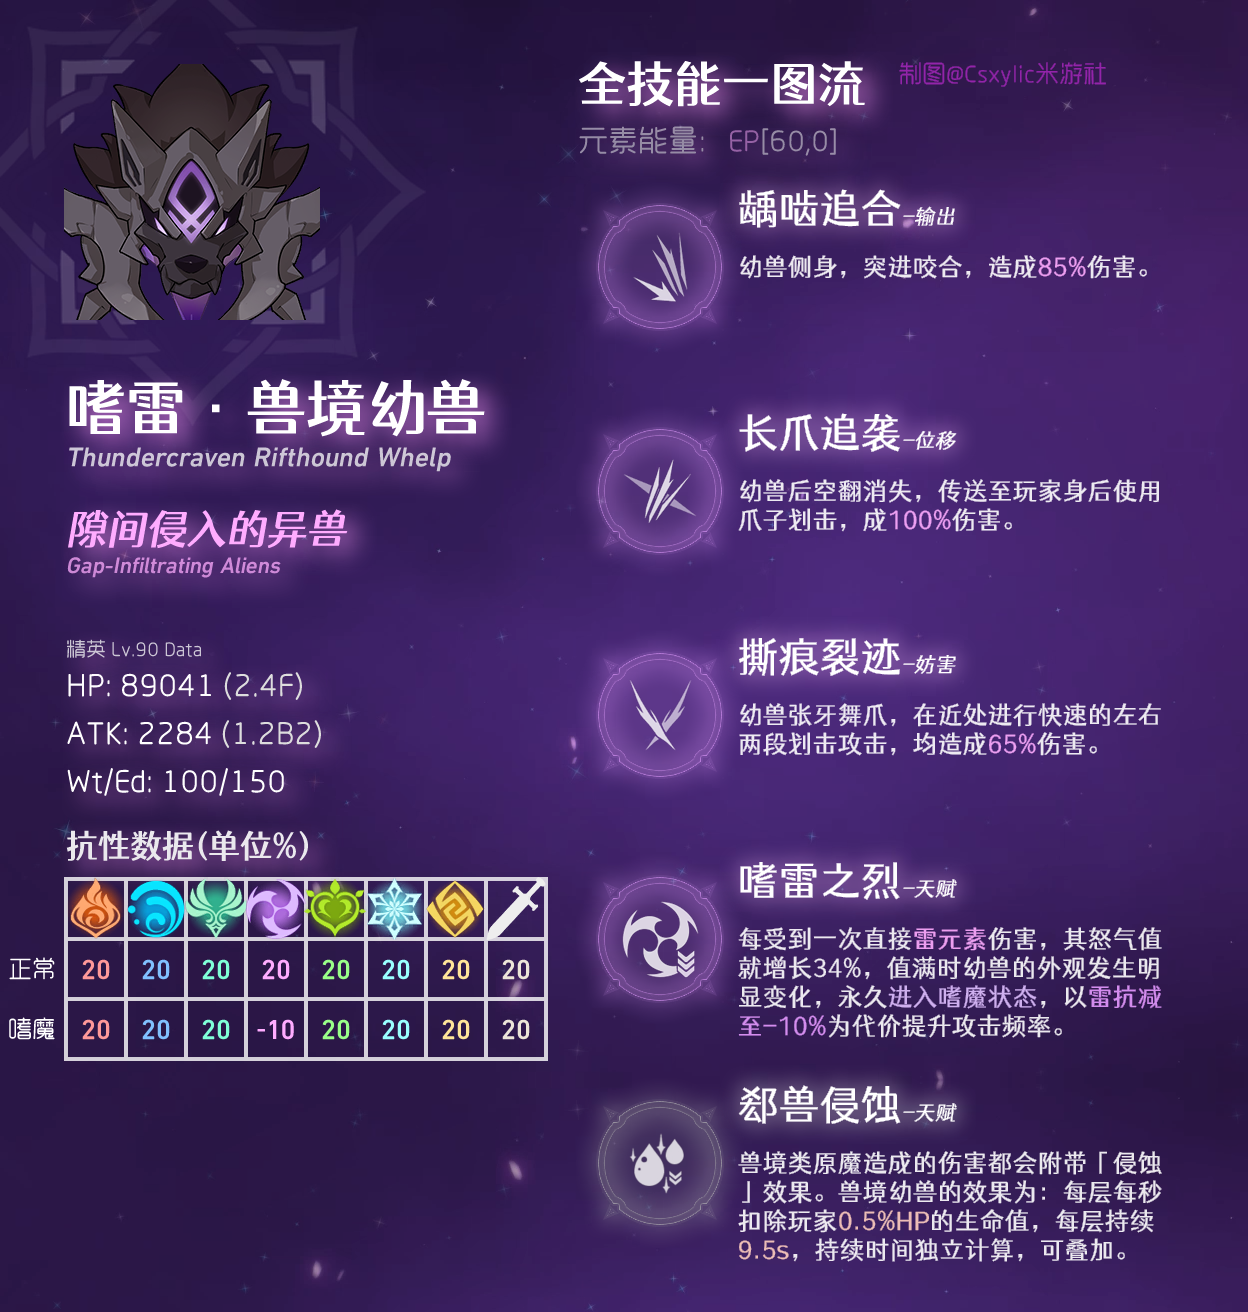 全技能一图流
制图@Csxylic米游社
元素能量: EP[60,0]
龋啮追合-输出
幼兽侧身，突进咬合，造成85%伤害。
长爪追袭-位移
幼兽后空翻消失，传送至玩家身后使用
爪子划击，成100%伤害。
撕痕裂迹-妨害
幼兽张牙舞爪，在近处进行快速的左右
两段划击攻击，均造成65%伤害。
嗜雷之烈-天赋
每受到一次直接雷元素伤害，其怒气值
就增长34%，值满时幼兽的外观发生明
显变化，永久进入嗜魔状态，以雷抗减
至-10%为代价提升攻击频率。
郄兽侵蚀-天赋
兽境类原魔造成的伤害都会附带「侵蚀
」效果。兽境幼兽的效果为：每层每秒
扣除玩家0.5%HP的生命值，每层持续
9.5s，持续时间独立计算，可叠加。
嗜雷·兽境幼兽
Thundercraven Rifthound Whelp
隙间侵入的异兽
Gap-Infiltrating Aliens
精英 Lv.90 Data
HP: 89041 (2.4F)
ATK: 2284 (1.2B2)
Wt/Ed: 100/150
抗性数据(单位%)
正常 20 20 20 20 20 20 20 20
嗜魔 20 20 20 -10 20 20 20 20